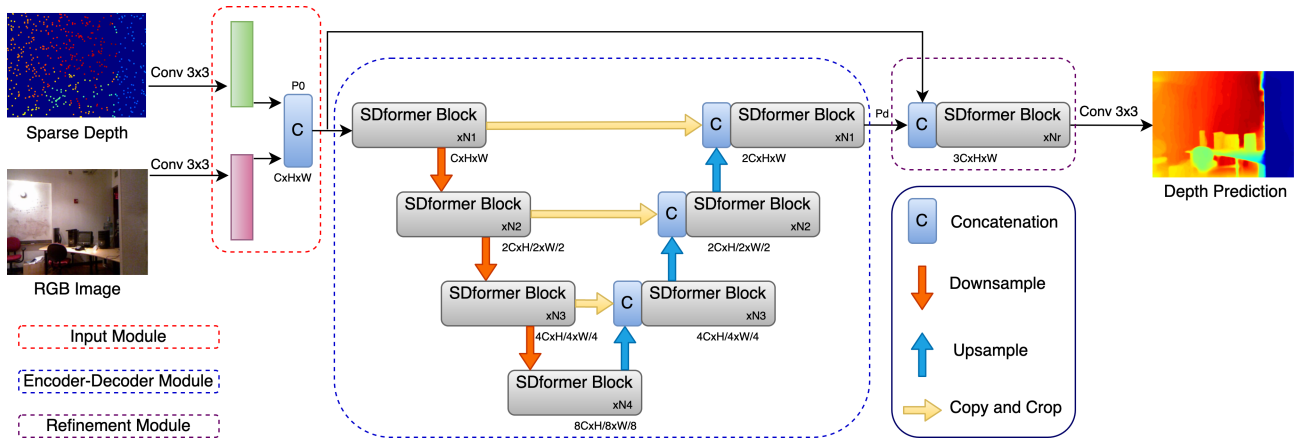 Sparse Depth
Conv 3x3
Conv 3x3
RGB Image
P0
C
CxHxW
SDformer Block
xN1
CxHxW
SDformer Block
xN2
2CxH/2xW/2
SDformer Block
xN3
4CxH/4xW/4
SDformer Block
xN4
8CxH/8xW/8
C
SDformer Block
xN3
4CxH/4xW/4
C
SDformer Block
xN2
2CxH/2xW/2
C
SDformer Block
xN1
2CxHxW
Pd
C
SDformer Block
xNr
3CxHxW
Conv 3x3
Depth Prediction
Input Module
Encoder-Decoder Module
Refinement Module
C
Concatenation
Downsample
Upsample
Copy and Crop